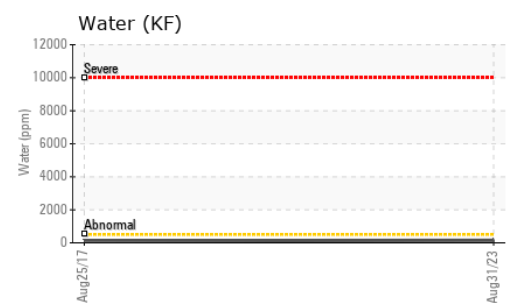 Water (KF)
12000
Severe
10000
8000
Water (ppm)
6000
4000
2000
Abnormal
0
Aug25/17
Aug31/23